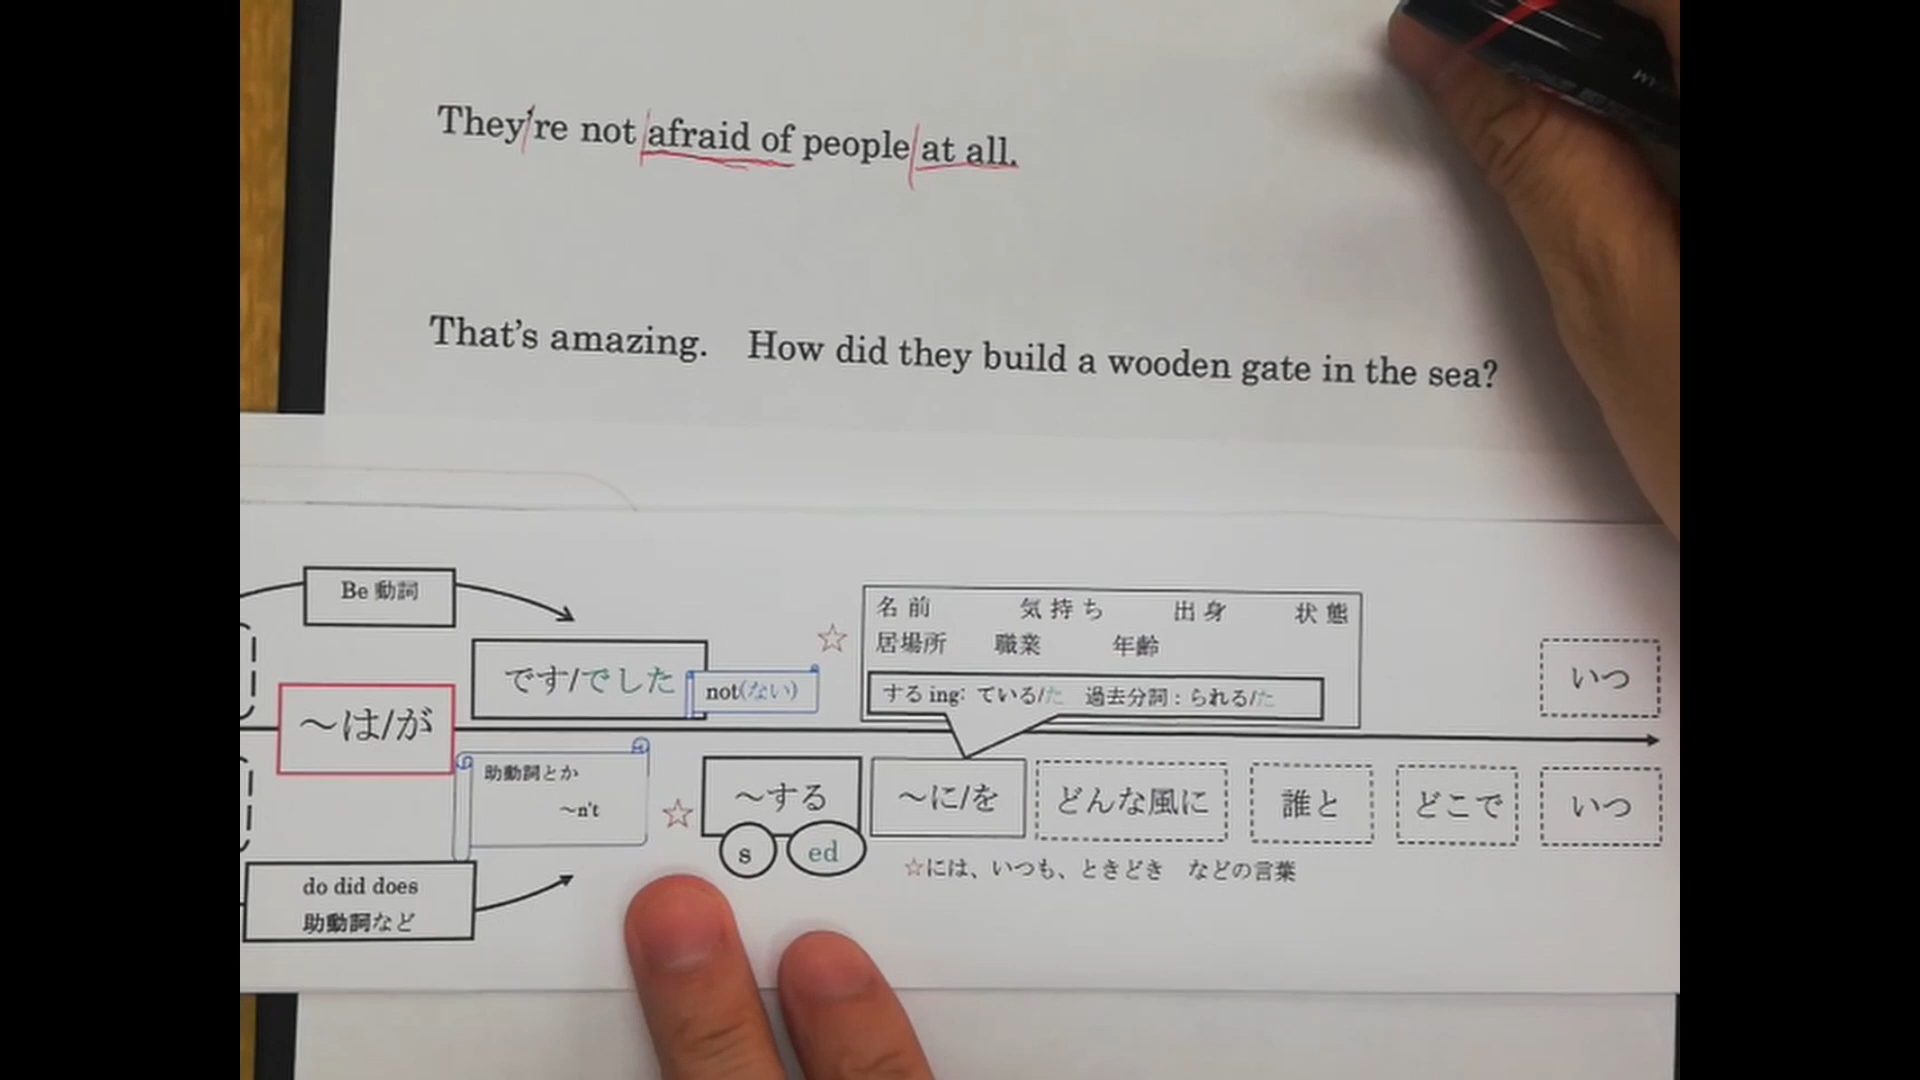 They're not afraid of people at all.
That's amazing. How did they build a wooden gate in the sea?
Be 動詞
名前 気持ち 出身 状態
居場所 職業 年齢
です/でした
not(ない)
☆
するing: ている/た 過去分詞：られる/た
いつ
～は/が
助動詞とか
～n't
☆
～する
s
ed
～に/を
どんな風に
誰と
どこで
いつ
☆には、いつも、ときどき などの言葉
do did does
助動詞など